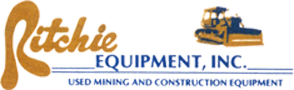 Ritchie
EQUIPMENT, INC.
USED MINING AND CONSTRUCTION EQUIPMENT